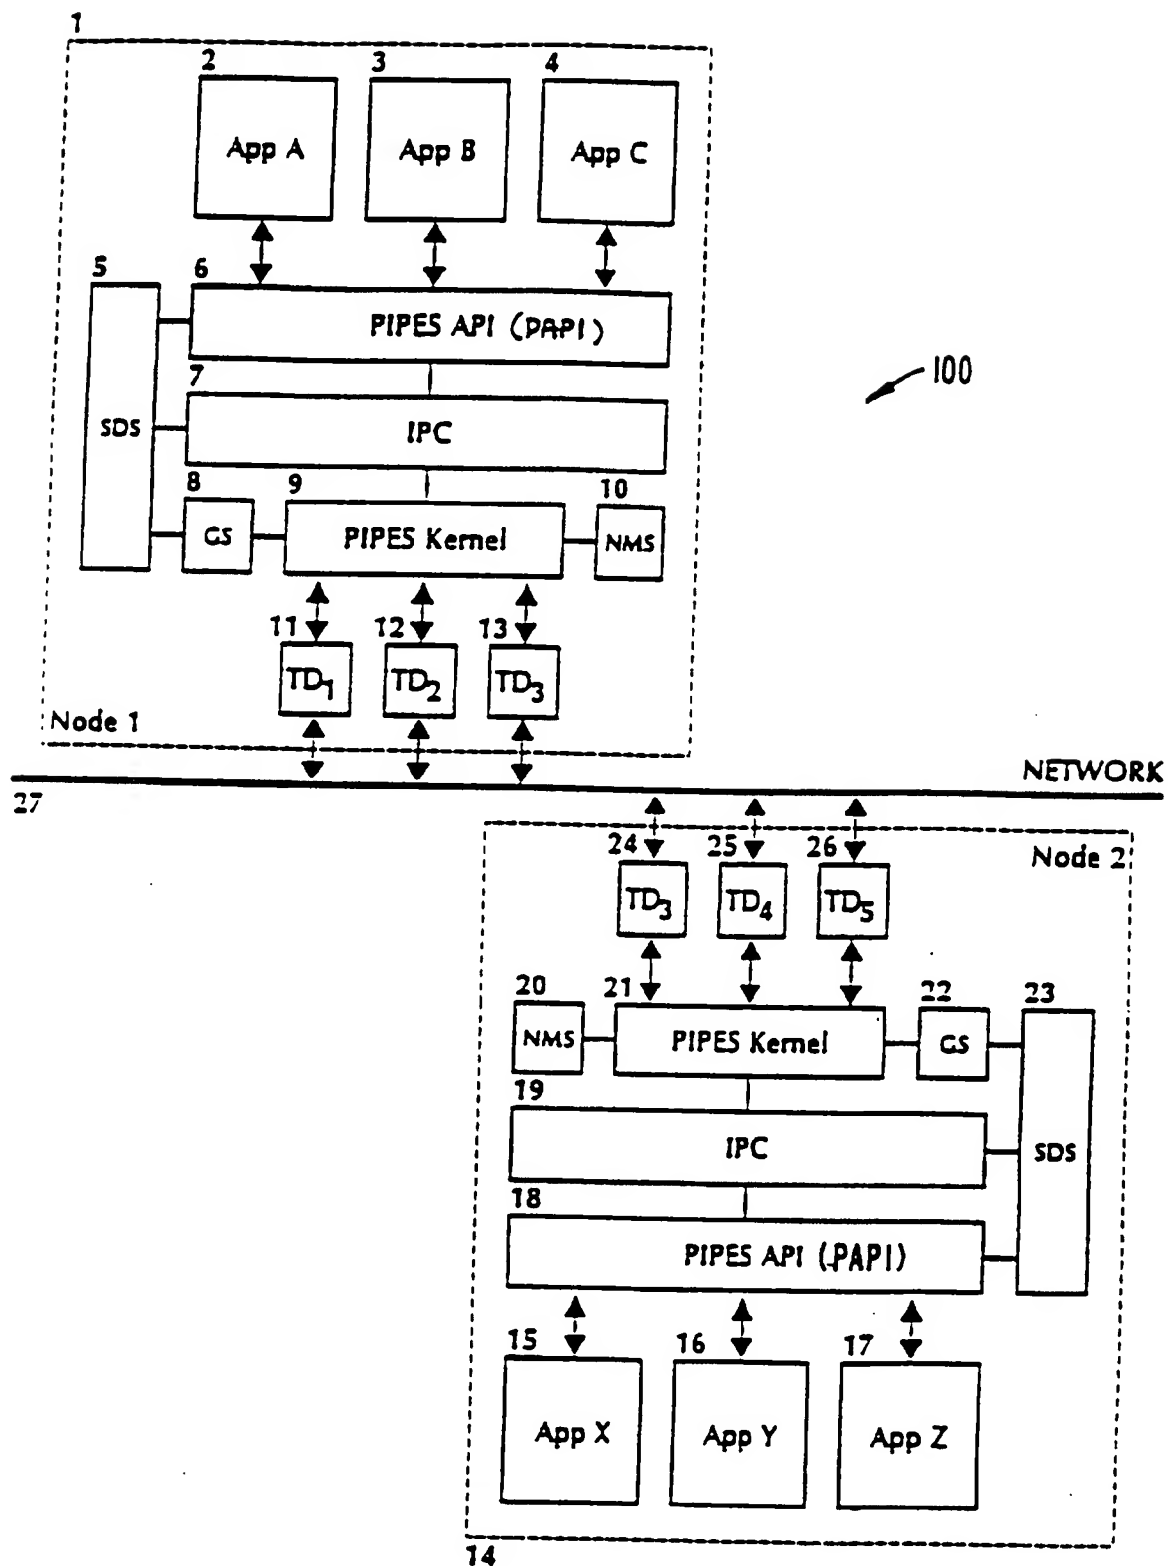 1
2 3 4
App A App B App C
5 6
PIPES API (PAPI)
100
7
SDS IPC
8 9 10
GS PIPES Kernel NMS
11 12 13
TD1 TD2 TD3
Node 1
NETWORK
27
24 25 26 Node 2
TD3 TD4 TD5
20 21 22 23
NMS PIPES Kernel GS
19
IPC SDS
18
PIPES API (PAPI)
15 16 17
App X App Y App Z
14